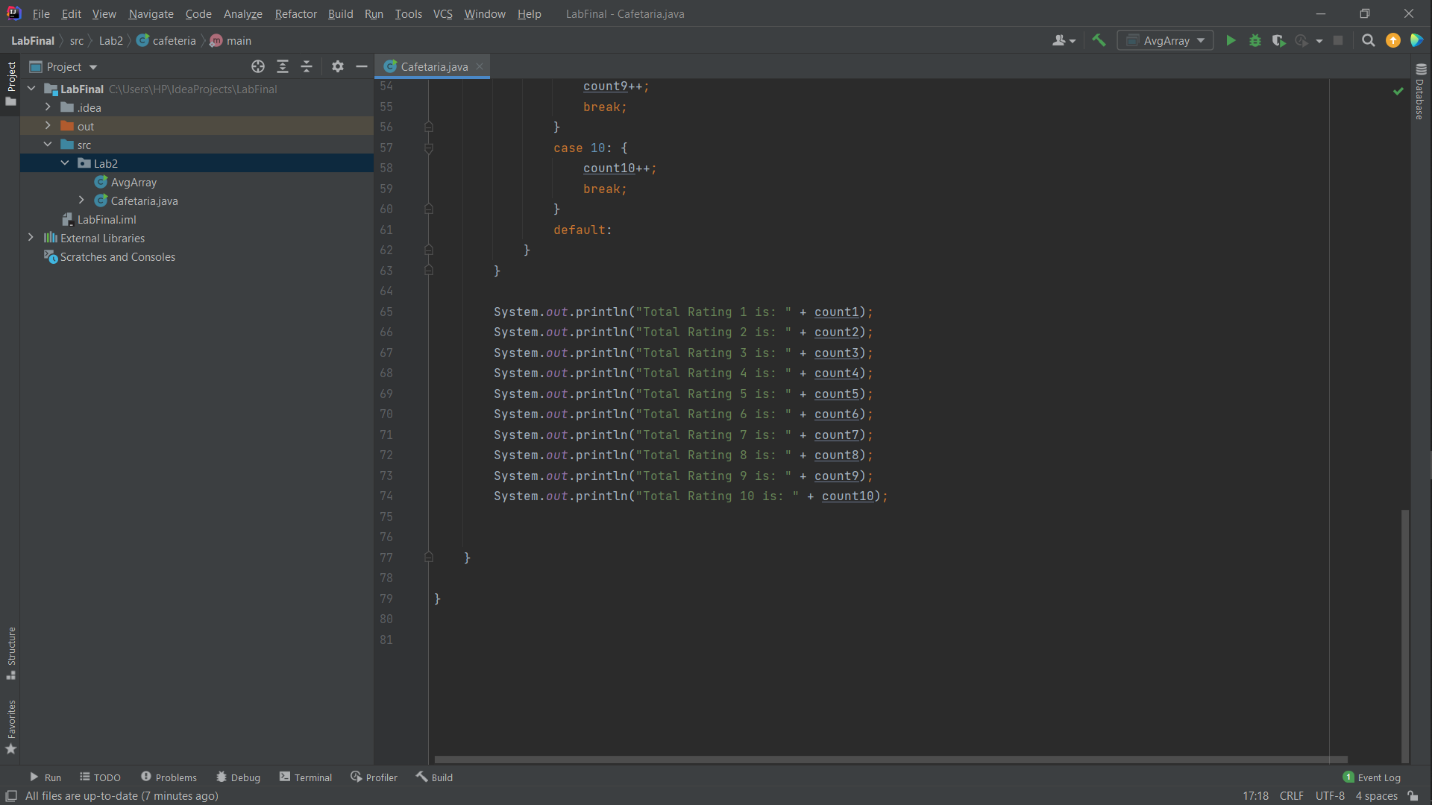 File Edit View Navigate Code Analyze Refactor Build Run Tools VCS Window Help LabFinal - Cafetaria.java
LabFinal src Lab2 cafeteria main AvgArray
Project
Project
Cafetaria.java
LabFinal C:\Users\HP\IdeaProjects\LabFinal
.idea
out
src
Lab2
AvgArray
Cafetaria.java
LabFinal.iml
External Libraries
Scratches and Consoles
54 count9++;
55 break;
56 }
57 case 10: {
58 count10++;
59 break;
60 }
61 default:
62 }
63 }
64
65 System.out.println("Total Rating 1 is: " + count1);
66 System.out.println("Total Rating 2 is: " + count2);
67 System.out.println("Total Rating 3 is: " + count3);
68 System.out.println("Total Rating 4 is: " + count4);
69 System.out.println("Total Rating 5 is: " + count5);
70 System.out.println("Total Rating 6 is: " + count6);
71 System.out.println("Total Rating 7 is: " + count7);
72 System.out.println("Total Rating 8 is: " + count8);
73 System.out.println("Total Rating 9 is: " + count9);
74 System.out.println("Total Rating 10 is: " + count10);
75
76
77 }
78
79 }
80
81
Database
Structure
Favorites
Run TODO Problems Debug Terminal Profiler Build 1 Event Log
All files are up-to-date (7 minutes ago) 17:18 CRLF UTF-8 4 spaces